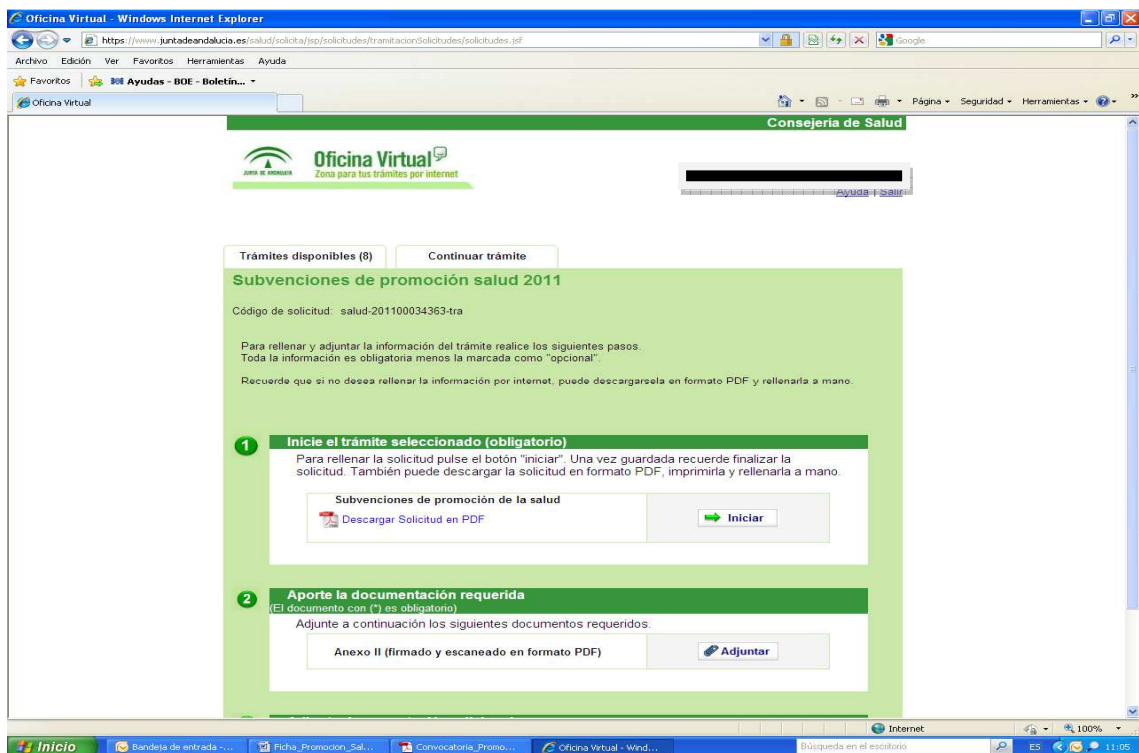 Oficina Virtual - Windows Internet Explorer
https://www.juntadeandalucia.es/salud/solicita/jsp/solicitudes/tramitacionSolicitudes/solicitudes.jsf
Google
Archivo Edición Ver Favoritos Herramientas Ayuda
Favoritos BOE Ayudas - BOE - Boletín...
Oficina Virtual
Página Seguridad Herramientas
Consejería de Salud
JUNTA DE ANDALUCIA
Oficina Virtual
Zona para tus trámites por internet
Ayuda | Salir
Trámites disponibles (8) Continuar trámite
Subvenciones de promoción salud 2011
Código de solicitud: salud-201100034363-tra
Para rellenar y adjuntar la información del trámite realice los siguientes pasos.
Toda la información es obligatoria menos la marcada como "opcional".
Recuerde que si no desea rellenar la información por internet, puede descargarsela en formato PDF y rellenarla a mano.
1 Inicie el trámite seleccionado (obligatorio)
Para rellenar la solicitud pulse el botón "iniciar". Una vez guardada recuerde finalizar la
solicitud. También puede descargar la solicitud en formato PDF, imprimirla y rellenarla a mano.
Subvenciones de promoción de la salud
Descargar Solicitud en PDF
Iniciar
2 Aporte la documentación requerida
(El documento con (*) es obligatorio)
Adjunte a continuación los siguientes documentos requeridos.
Anexo II (firmado y escaneado en formato PDF)
Adjuntar
Internet 100%
Inicio Bandeja de entrada -... Ficha_Promocion_Sal... Convocatoria_Promo... Oficina Virtual - Wind... Búsqueda en el escritorio ES 11:05